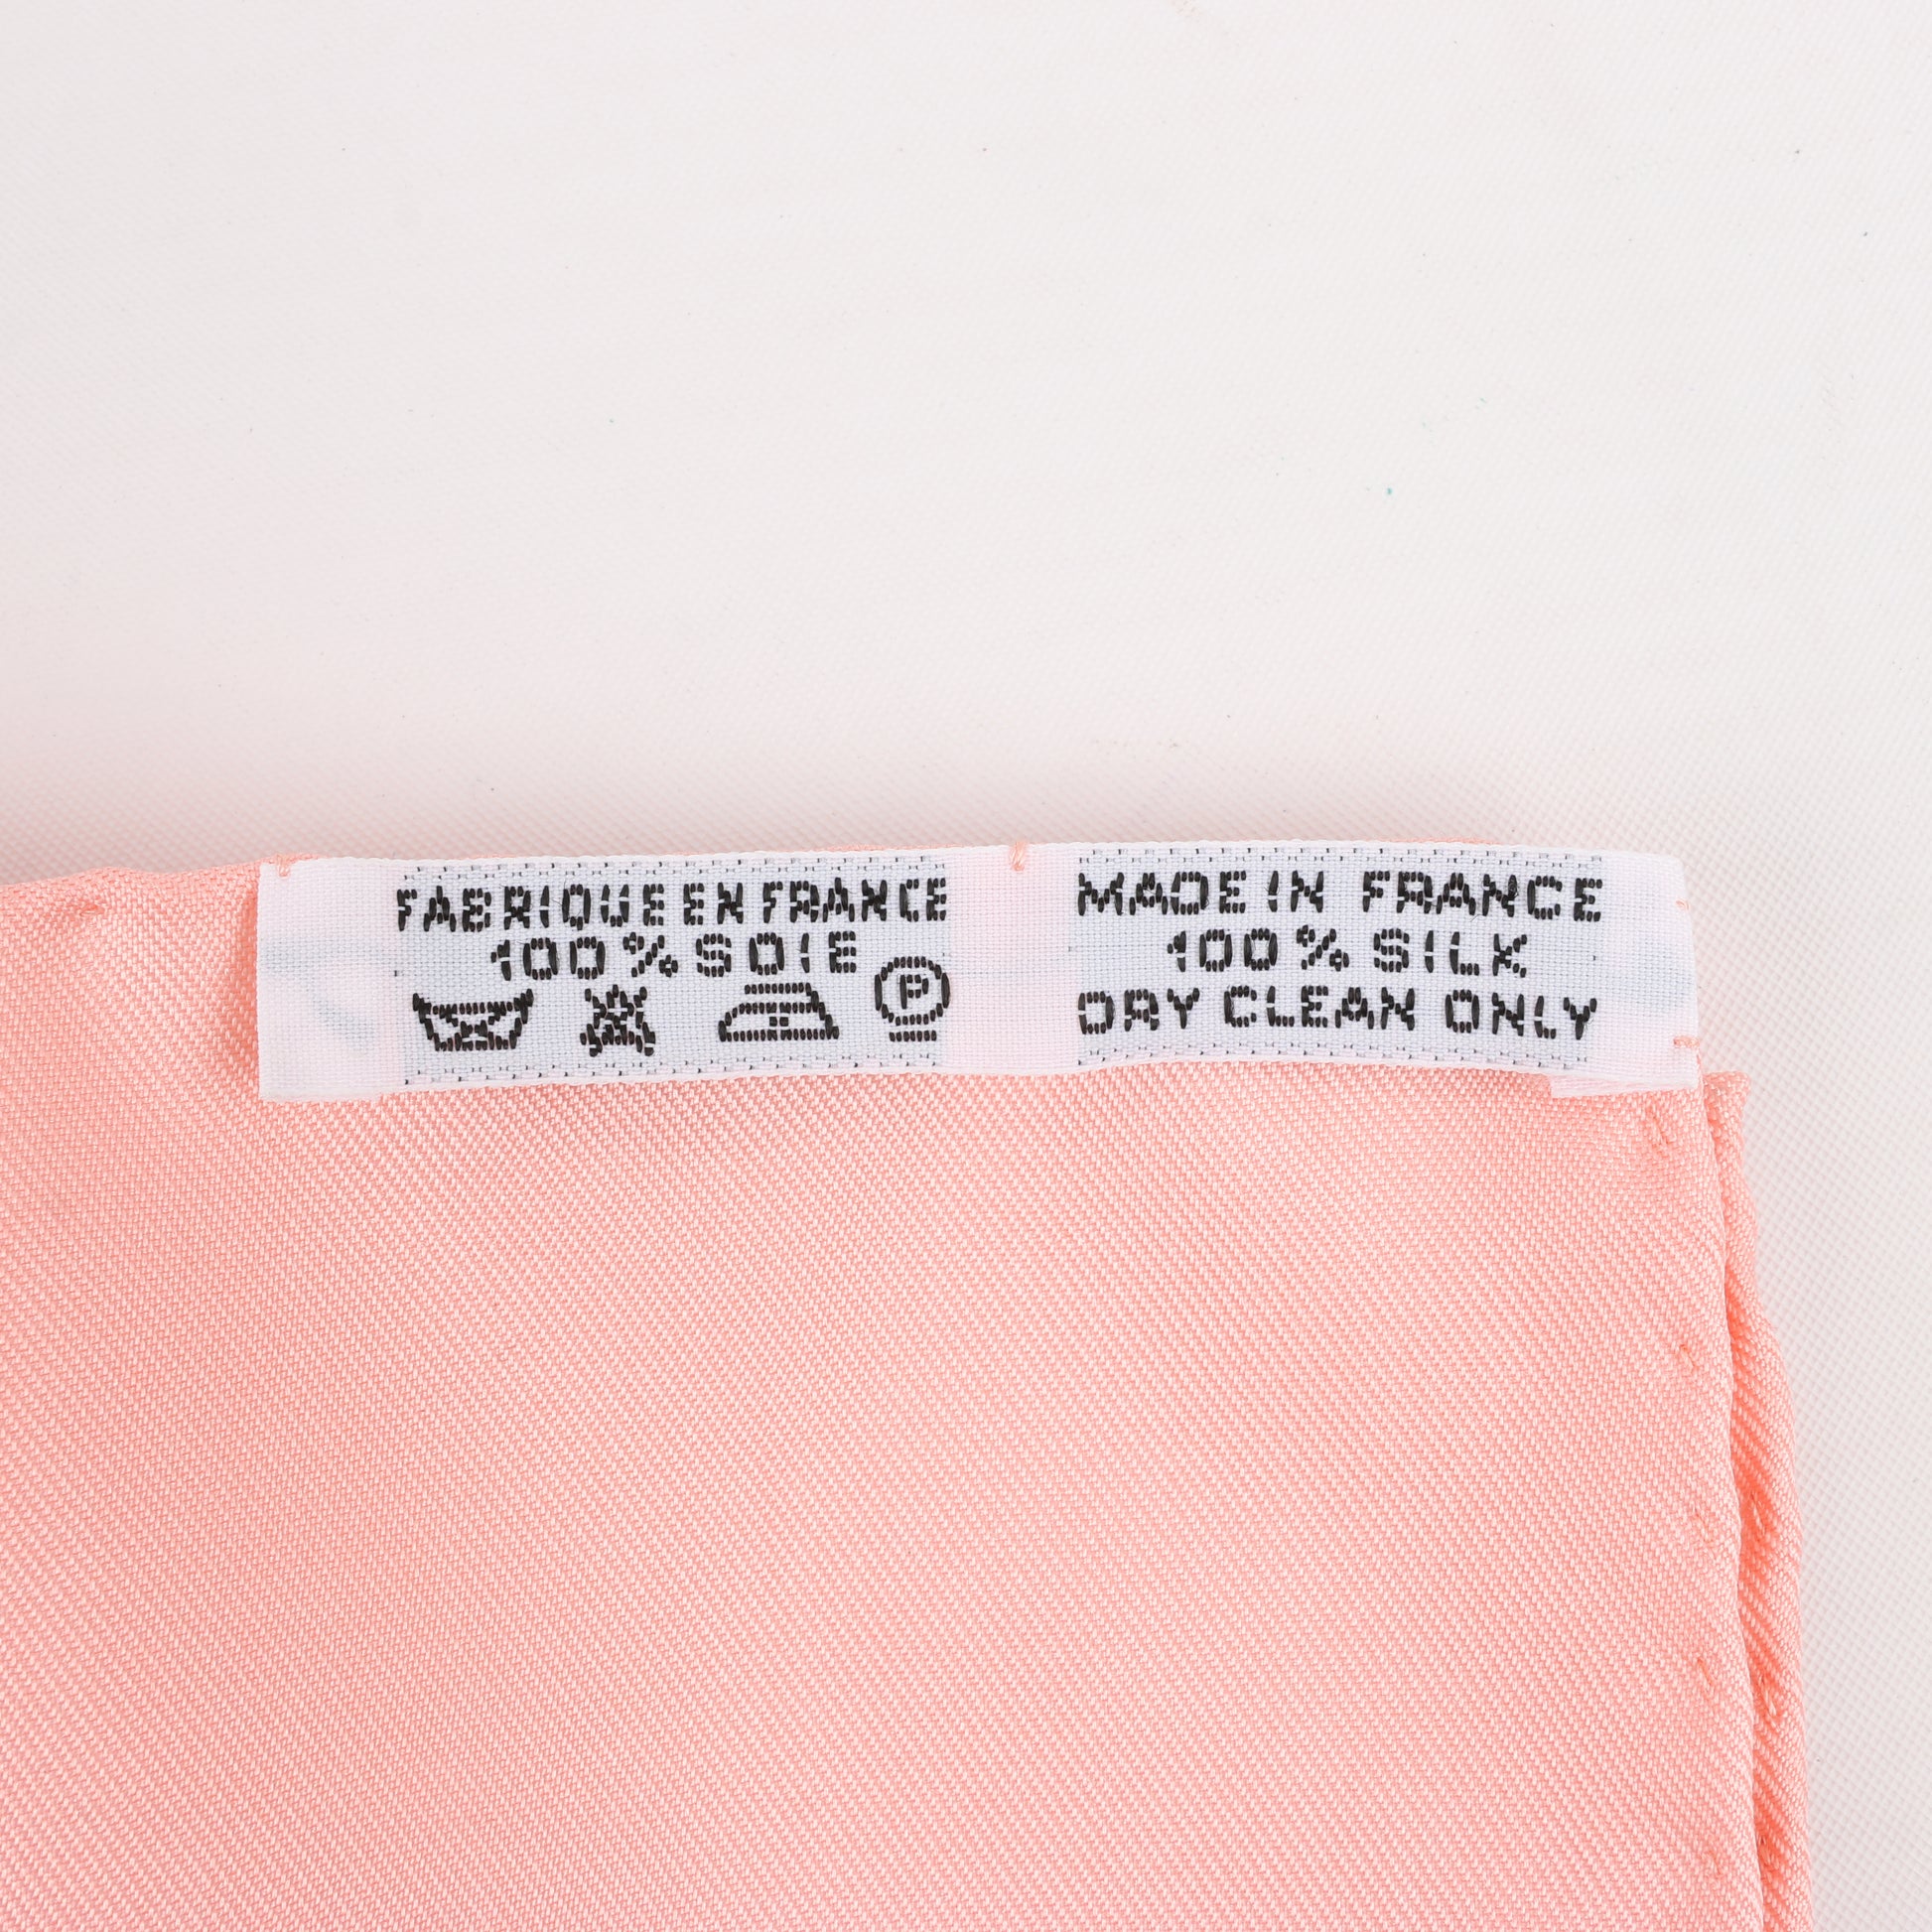 FABRIQUE EN FRANCE
100% SOIE
P
MADE IN FRANCE
100% SILK
DRY CLEAN ONLY